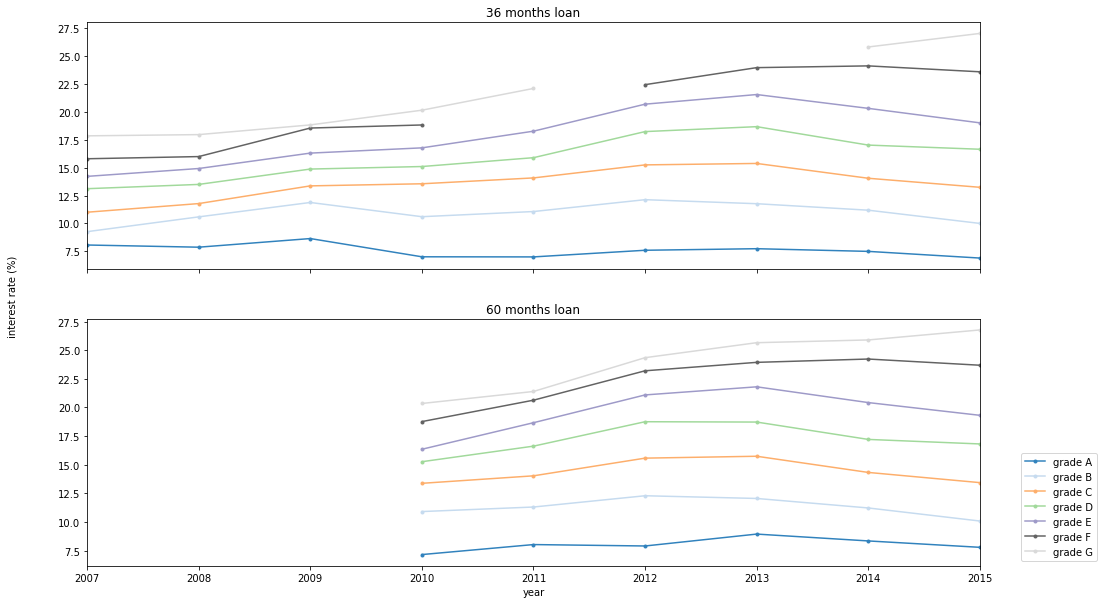 36 months loan
27.5
25.0
22.5
20.0
17.5
15.0
12.5
10.0
7.5
interest rate (%)
60 months loan
27.5
25.0
22.5
20.0
17.5
15.0
12.5
10.0
7.5
2007 2008 2009 2010 2011 2012 2013 2014 2015
year
grade A
grade B
grade C
grade D
grade E
grade F
grade G